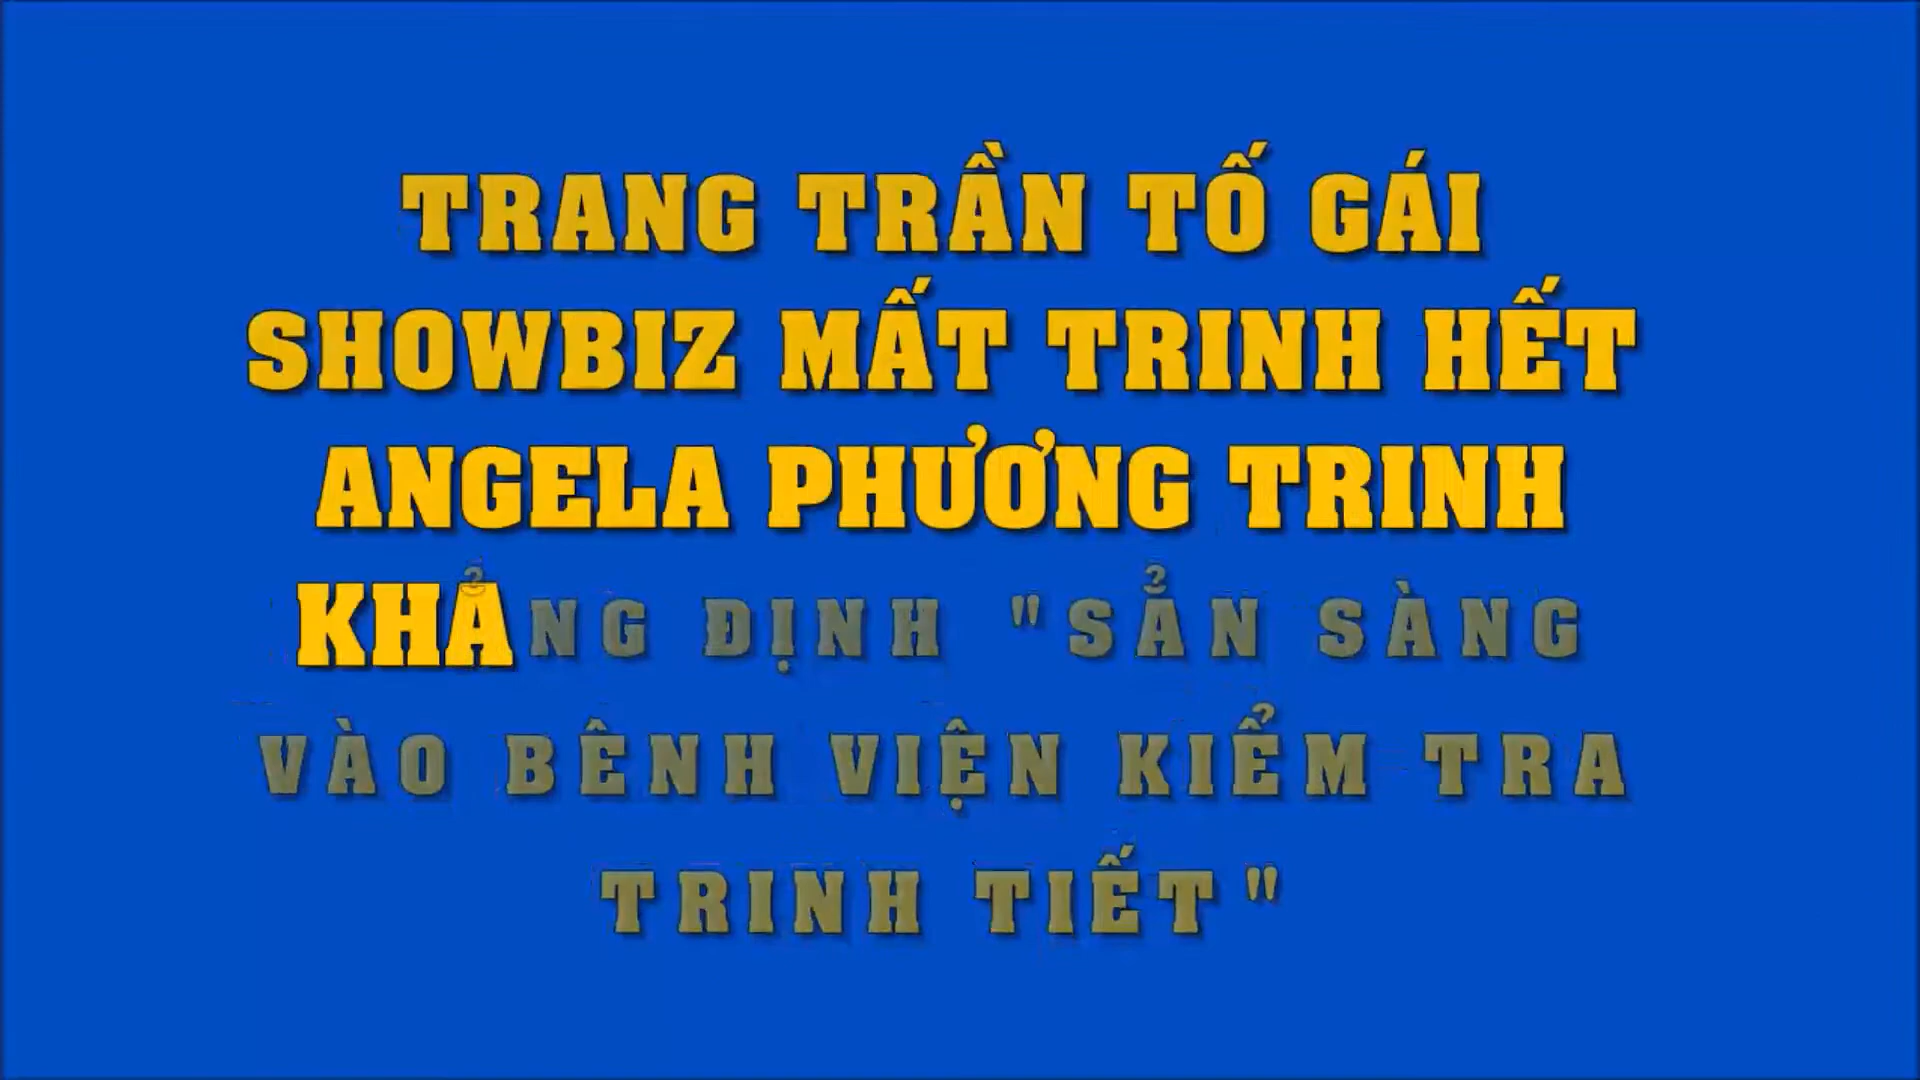 TRANG TRẦN TỐ GÁI
SHOWBIZ MẤT TRINH HẾT
ANGELA PHƯƠNG TRINH
KHẢNG ĐỊNH "SẲN SÀNG
VÀO BÊNH VIỆN KIỂM TRA
TRINH TIẾT"